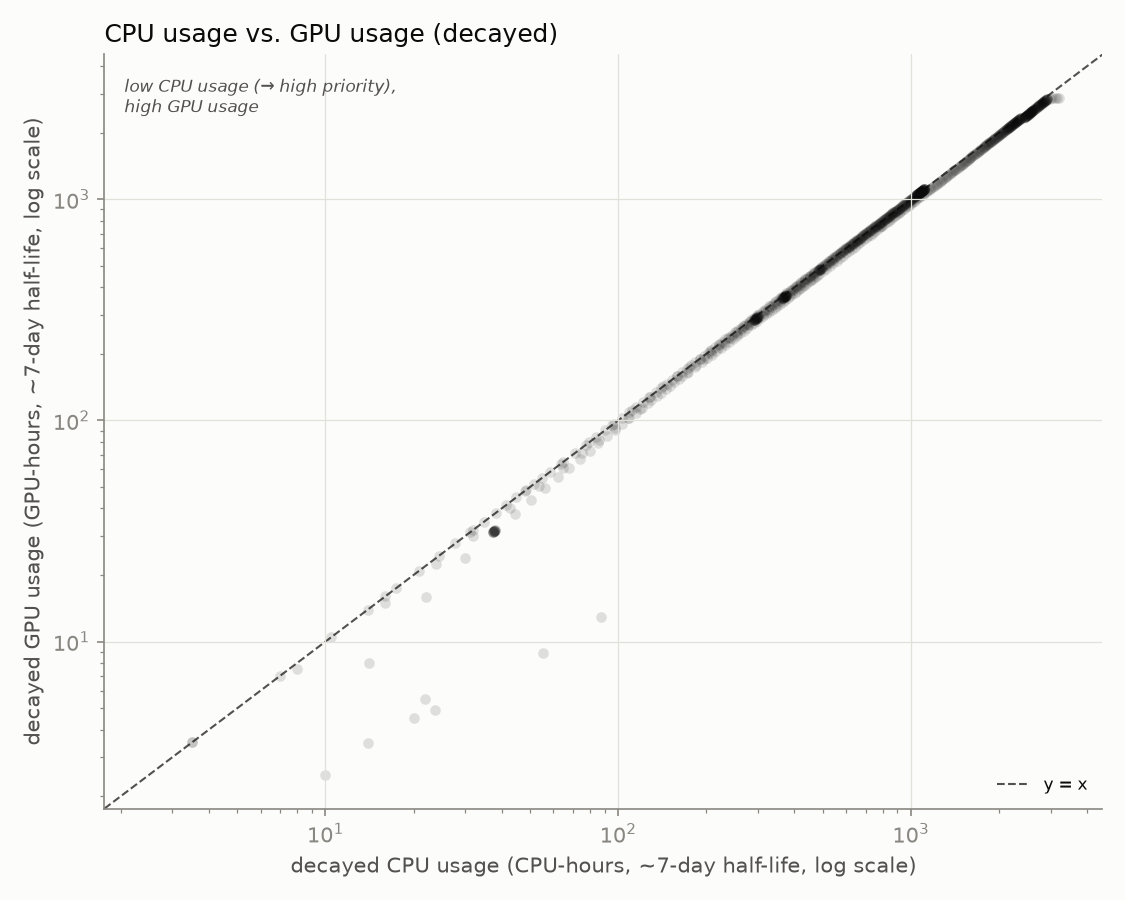 CPU usage vs. GPU usage (decayed)
low CPU usage (→ high priority),
high GPU usage
decayed GPU usage (GPU-hours, ~7-day half-life, log scale)
10³
10²
10¹
y = x
10¹ 10² 10³
decayed CPU usage (CPU-hours, ~7-day half-life, log scale)